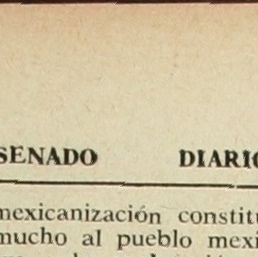 SENADO DIARIO
mexicanización constitu
mucho al pueblo mexi